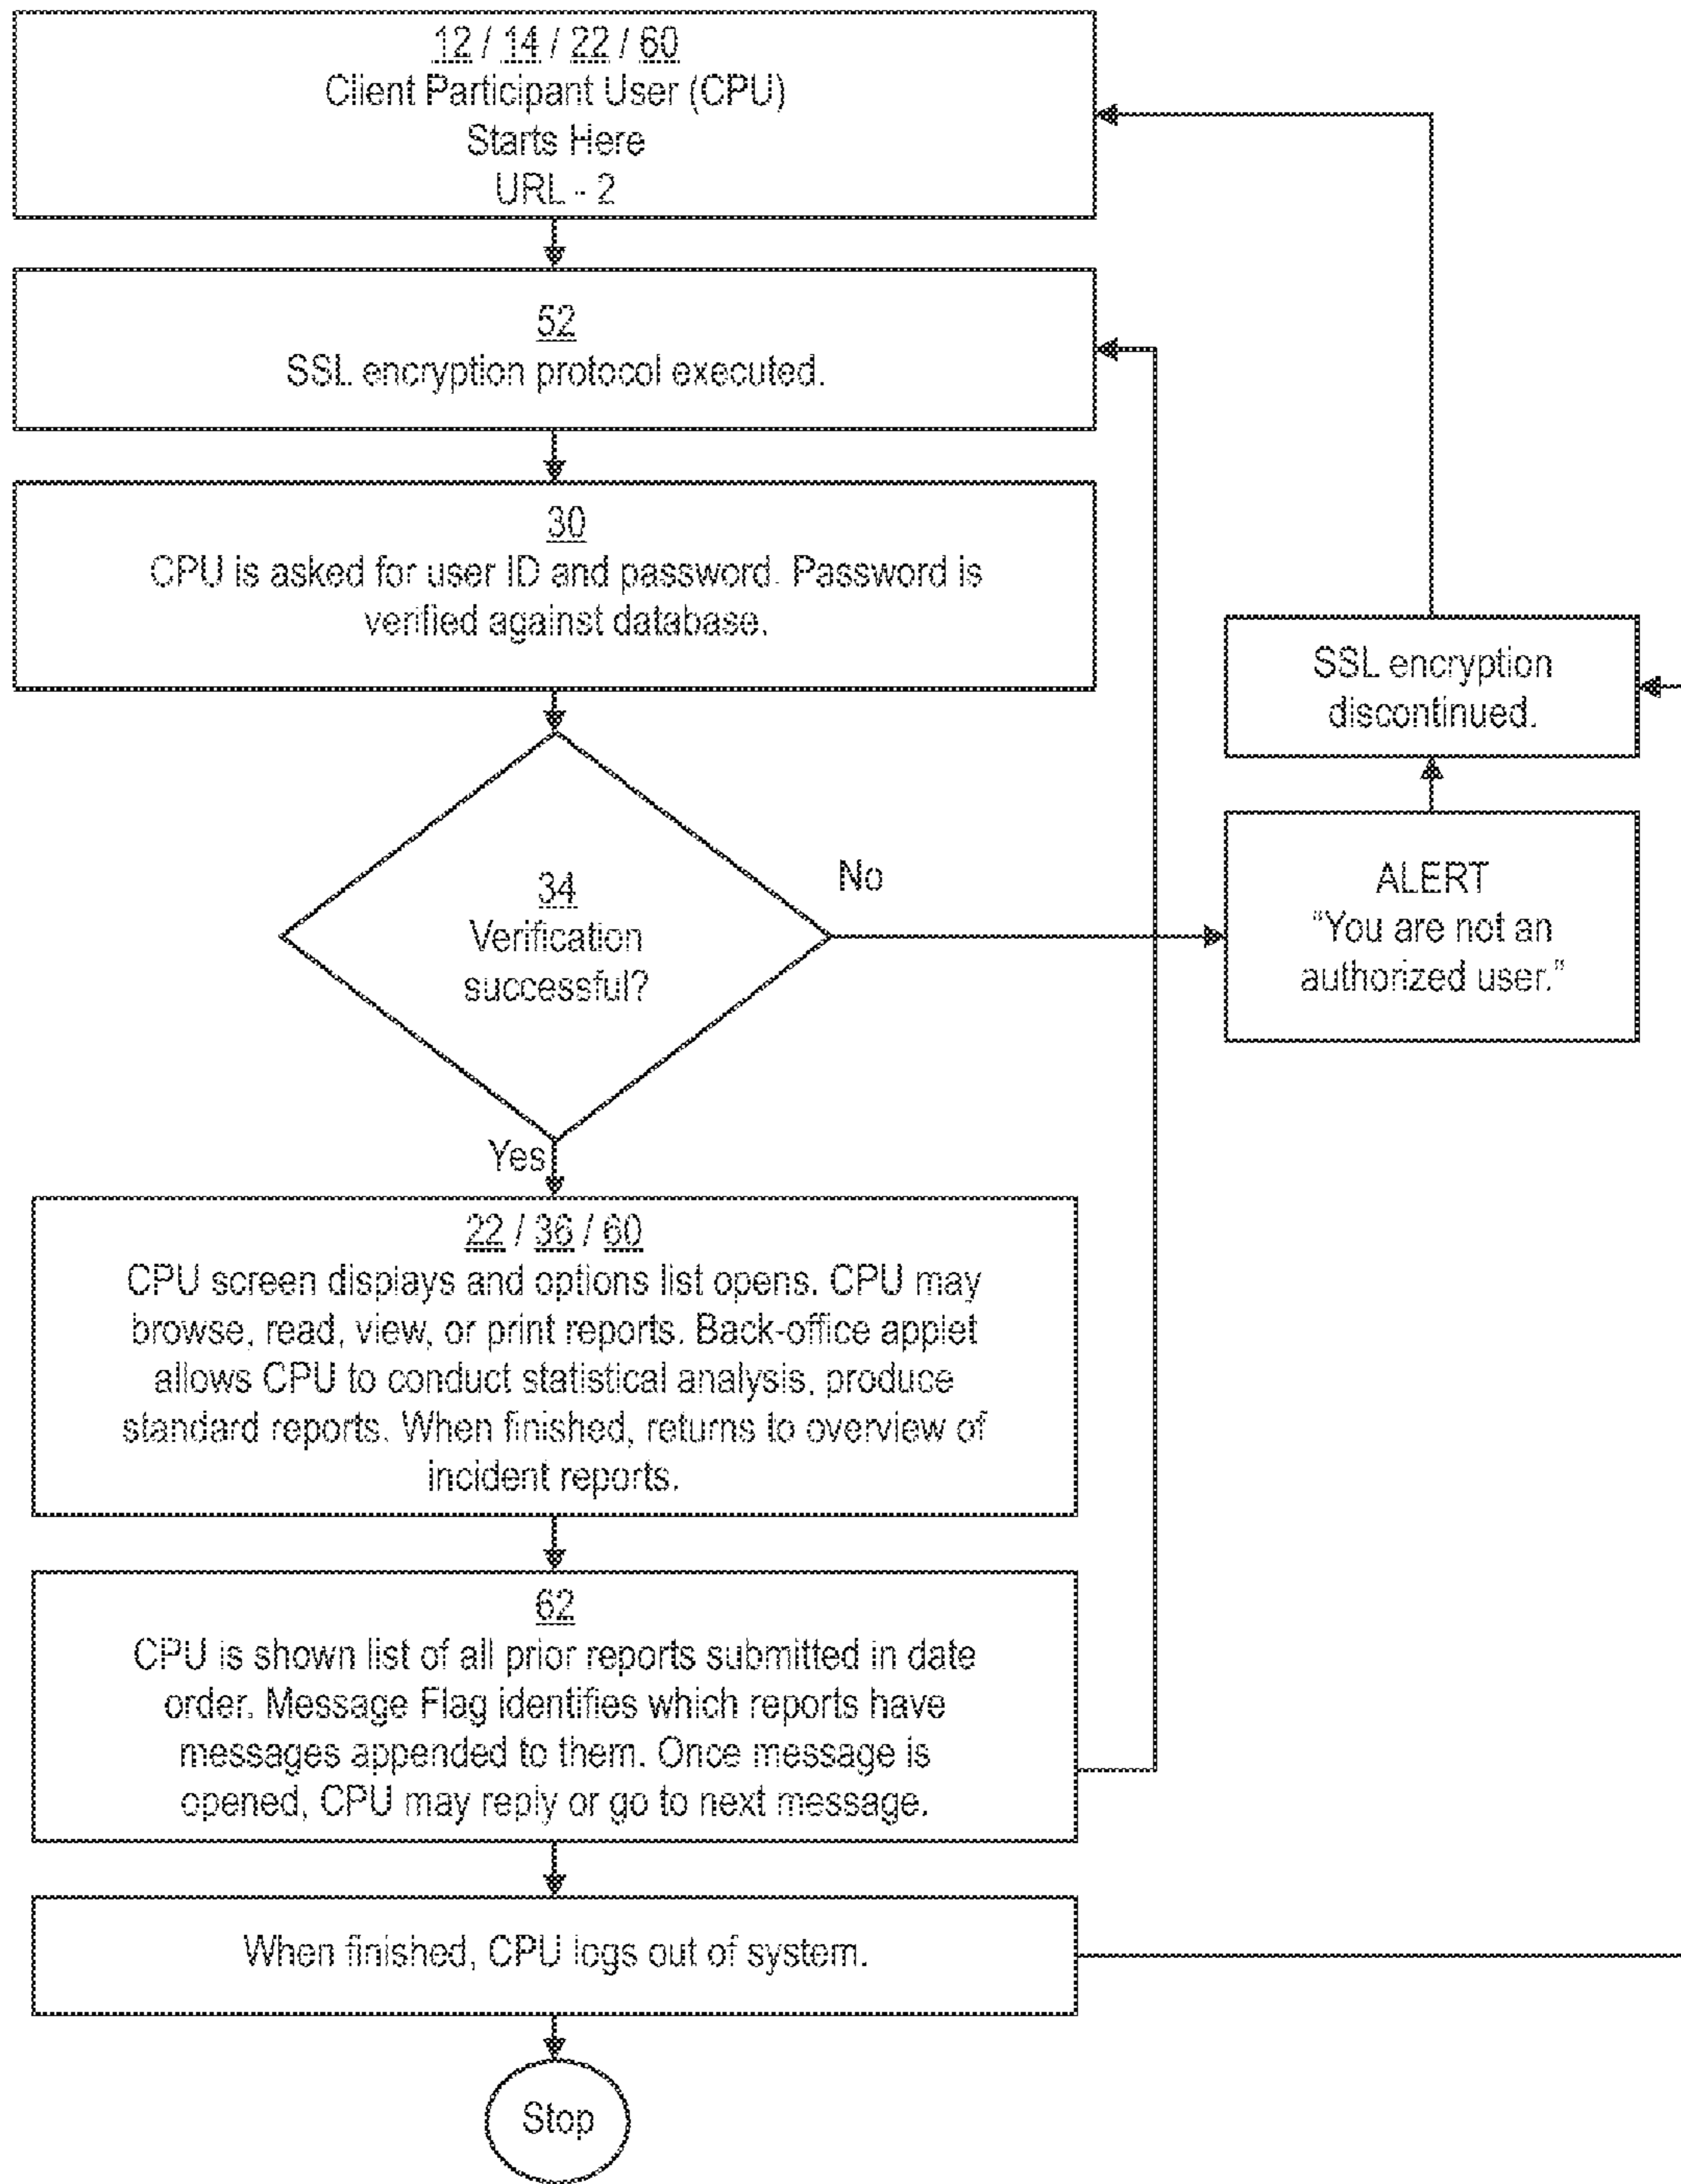 12 / 14 / 22 / 60
Client Participant User (CPU)
Starts Here
URL - 2
52
SSL encryption protocol executed.
30
CPU is asked for user ID and password. Password is
verified against database.
SSL encryption
discontinued.
34
Verification
successful?
No
ALERT
“You are not an
authorized user.”
Yes
22 / 36 / 60
CPU screen displays and options list opens. CPU may
browse, read, view, or print reports. Back-office applet
allows CPU to conduct statistical analysis, produce
standard reports. When finished, returns to overview of
incident reports.
62
CPU is shown list of all prior reports submitted in date
order. Message Flag identifies which reports have
messages appended to them. Once message is
opened, CPU may reply or go to next message.
When finished, CPU logs out of system.
Stop